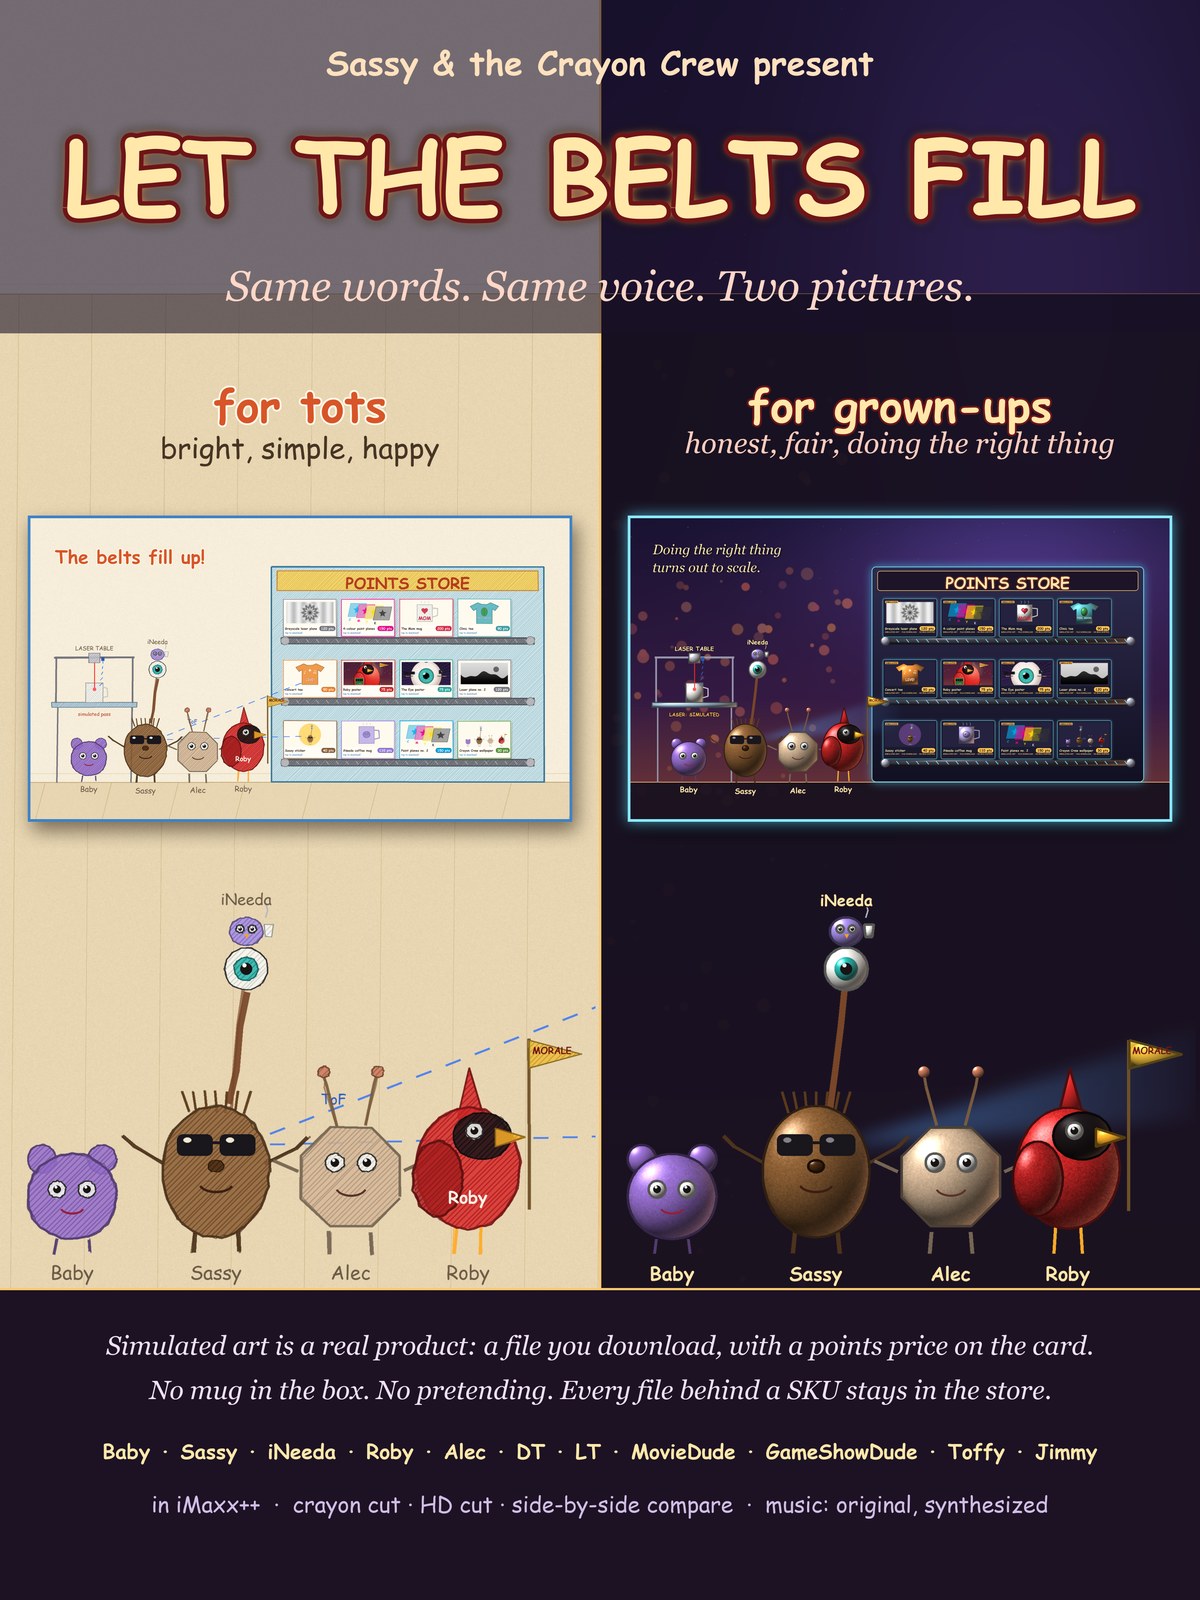 Sassy & the Crayon Crew present
LET THE BELTS FILL
Same words. Same voice. Two pictures.
for tots
bright, simple, happy
for grown-ups
honest, fair, doing the right thing
The belts fill up!
POINTS STORE
iNeeda
LASER TABLE
simulated pass
Roby
Baby
Sassy
Alec
Roby
Doing the right thing
turns out to scale.
POINTS STORE
iNeeda
LASER TABLE
LASER: SIMULATED
Baby
Sassy
Alec
Roby
iNeeda
MORALE
ToF
Roby
Baby
Sassy
Alec
Roby
iNeeda
MORALE
Baby
Sassy
Alec
Roby
Simulated art is a real product: a file you download, with a points price on the card.
No mug in the box. No pretending. Every file behind a SKU stays in the store.
Baby · Sassy · iNeeda · Roby · Alec · DT · LT · MovieDude · GameShowDude · Toffy · Jimmy
in iMaxx++ · crayon cut · HD cut · side-by-side compare · music: original, synthesized